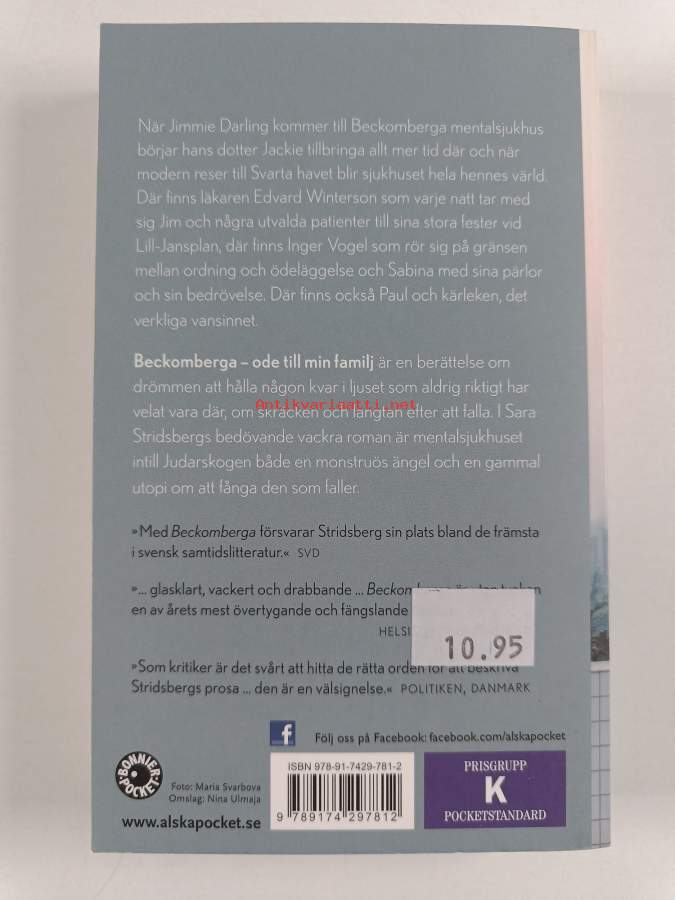 När Jimmie Darling kommer till Beckomberga mentalsjukhus
börjar hans dotter Jackie tillbringa allt mer tid där och när
modern reser till Svarta havet blir sjukhuset hela hennes värld.
Där finns läkaren Edvard Winterson som varje natt tar med
sig Jim och några utvalda patienter till sina stora fester vid
Lill-Jansplan, där finns Inger Vogel som rör sig på gränsen
mellan ordning och ödeläggelse och Sabina med sina pärlor
och sin bedrövelse. Där finns också Paul och kärleken, det
verkliga vansinnet.
Beckomberga – ode till min familj är en berättelse om
drömmen att hålla någon kvar i ljuset som aldrig riktigt har
velat vara där, om skräcken och längtan efter att falla. I Sara
Antikvariaatti.net
Stridsbergs bedövande vackra roman är mentalsjukhuset
intill Judarskogen både en monstruös ängel och en gammal
utopi om att fånga den som faller.
»Med Beckomberga försvarar Stridsberg sin plats bland de främsta
i svensk samtidslitteratur.« SVD
»... glasklart, vackert och drabbande ...
en av årets mest övertygande och fängslande
10.95
»Som kritiker är det svårt att hitta de rätta orden för att beskriva
Stridsbergs prosa ... den är en välsignelse.« POLITIKEN, DANMARK
Följ oss på Facebook: facebook.com/alskapocket
BONNIER POCKET
Foto: Maria Svarbova
Omslag: Nina Ulmaja
www.alskapocket.se
ISBN 978-91-7429-781-2
9 789174 297812
PRISGRUPP
K
POCKETSTANDARD